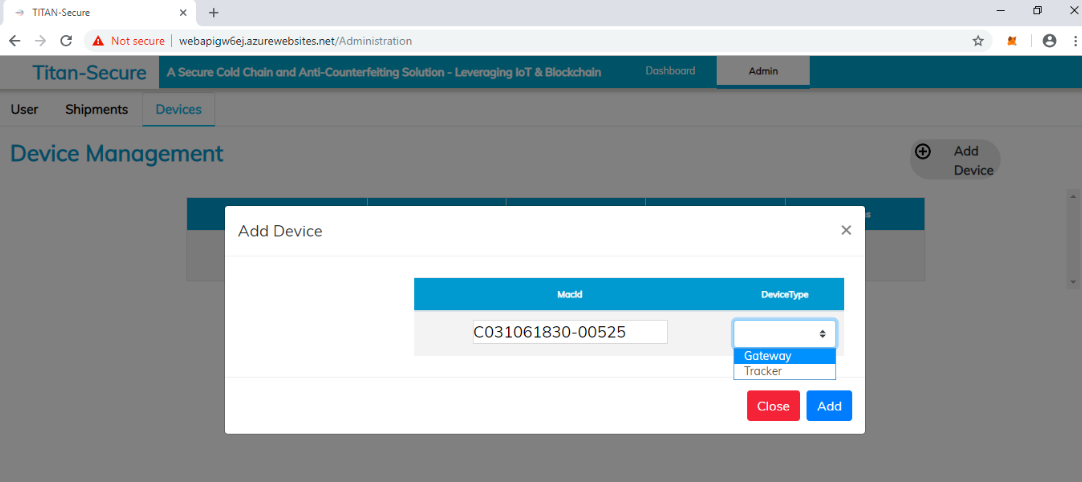 TITAN-Secure
Not secure webapigw6ej.azurewebsites.net/Administration
Titan-Secure A Secure Cold Chain and Anti-Counterfeiting Solution - Leveraging IoT & Blockchain Dashboard Admin
User Shipments Devices
Device Management
Add
Device
s
Add Device
MacId DeviceType
C031061830-00525
Gateway
Tracker
Close Add